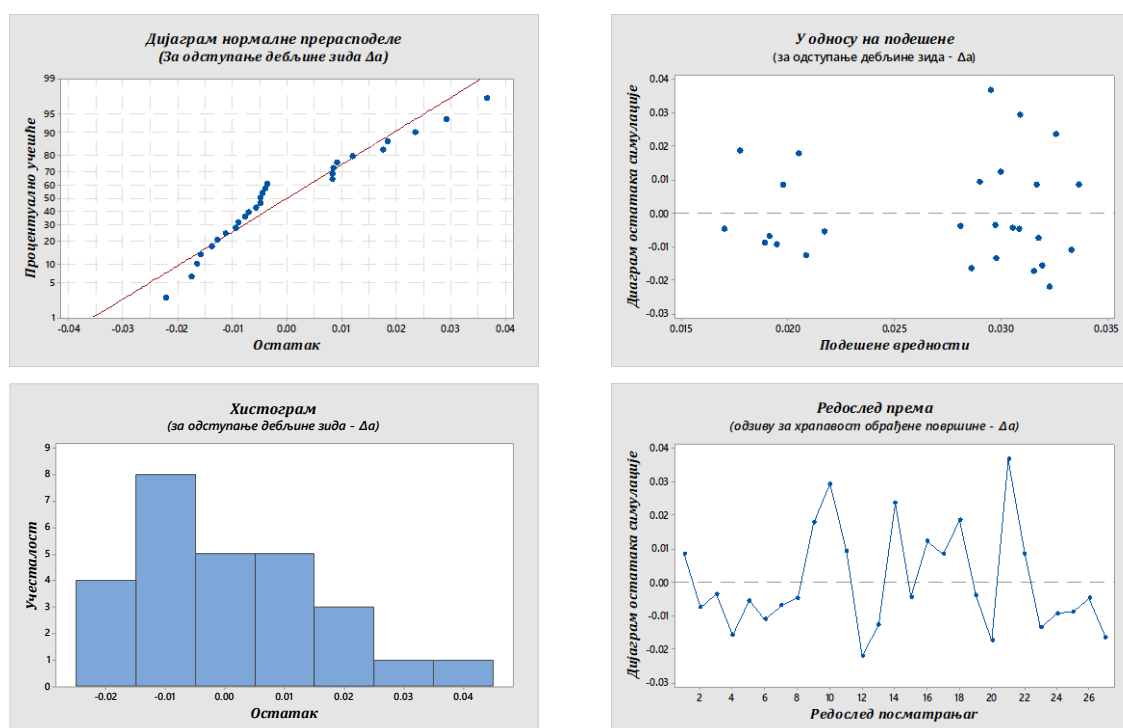 Дијаграм нормалне прерасподеле
(За одступање дебљине зида Δa)
Процентуално учешће
99
95
90
80
70
60
50
40
30
20
10
5
1
-0.04 -0.03 -0.02 -0.01 0.00 0.01 0.02 0.03 0.04
Остатак
У односу на подешене
(за одступање дебљине зида - Δa)
Диаграм остатака симулације
0.04
0.03
0.02
0.01
0.00
-0.01
-0.02
-0.03
0.015 0.020 0.025 0.030 0.035
Подешене вредности
Хистограм
(за одступање дебљине зида - Δa)
Учесталост
9
8
7
6
5
4
3
2
1
0
-0.02 -0.01 0.00 0.01 0.02 0.03 0.04
Остатак
Редослед према
(одзиву за храпавост обрађене површине - Δa)
Дијаграм остатака симулације
0.04
0.03
0.02
0.01
0.00
-0.01
-0.02
-0.03
2 4 6 8 10 12 14 16 18 20 22 24 26
Редослед посматрањаг